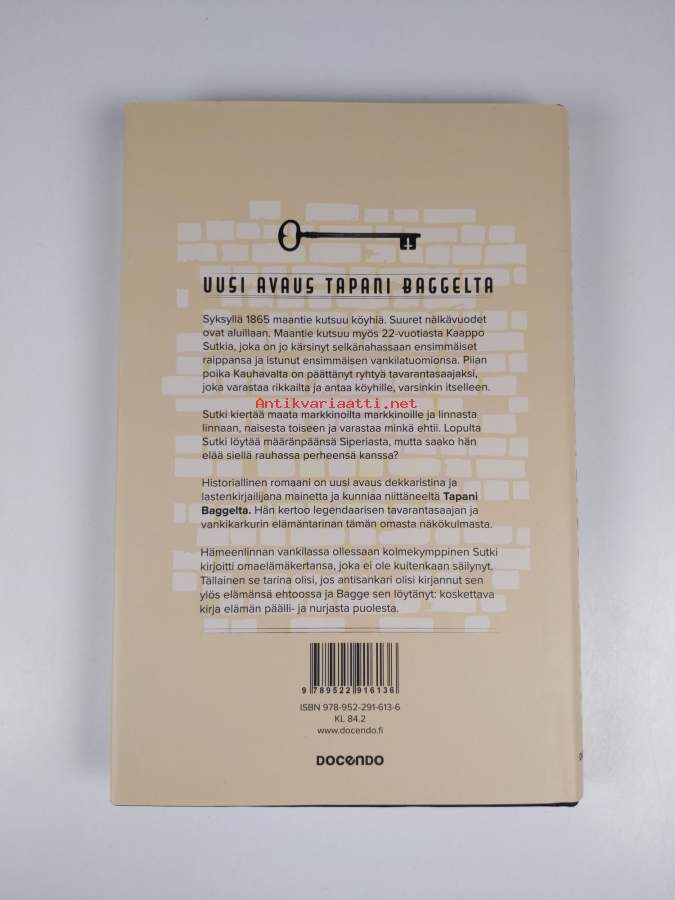 UUSI AVAUS TAPANI BAGGELTA
Syksyllä 1865 maantie kutsuu köyhiä. Suuret nälkävuodet
ovat aluillaan. Maantie kutsuu myös 22-vuotiasta Kaappo
Sutkia, joka on jo kärsinyt selkänahassaan ensimmäiset
raippansa ja istunut ensimmäisen vankilatuomionsa. Piian
poika Kauhavalta on päättänyt ryhtyä tavarantasaajaksi,
joka varastaa rikkailta ja antaa köyhille, varsinkin itselleen.
Antikvariaatti.net
Sutki kiertää maata markkinoilta markkinoille ja linnasta
linnaan, naisesta toiseen ja varastaa minkä ehtii. Lopulta
Sutki löytää määränpäänsä Siperiasta, mutta saako hän
elää siellä rauhassa perheensä kanssa?
Historiallinen romaani on uusi avaus dekkaristina ja
lastenkirjailijana mainetta ja kunniaa niittäneeltä Tapani
Baggelta. Hän kertoo legendaarisen tavarantasaajan ja
vankikarkurin elämäntarinan tämän omasta näkökulmasta.
Hämeenlinnan vankilassa ollessaan kolmekymppinen Sutki
kirjoitti omaelämäkertansa, joka ei ole kuitenkaan säilynyt.
Tällainen se tarina olisi, jos antisankari olisi kirjannut sen
ylös elämänsä ehtoossa ja Bagge sen löytänyt: koskettava
kirja elämän päälli- ja nurjasta puolesta.
9 789522 916136
ISBN 978-952-291-613-6
KL 84.2
www.docendo.fi
DOCENDO